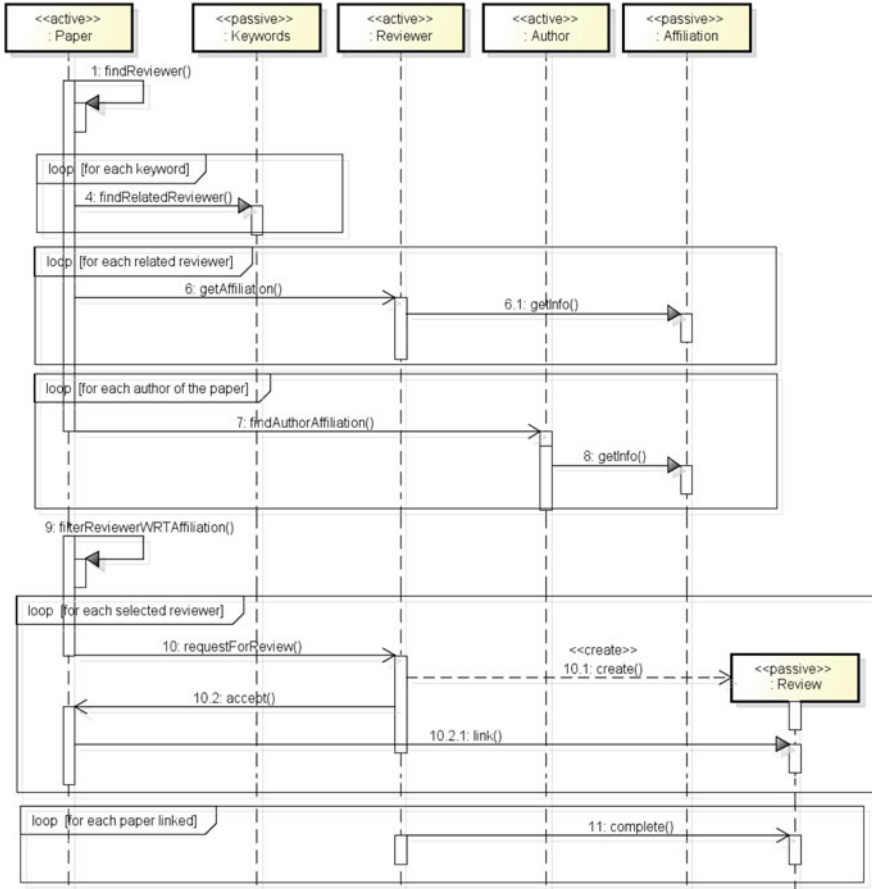 <<active>>
: Paper
<<passive>>
: Keywords
<<active>>
: Reviewer
<<active>>
: Author
<<passive>>
: Affiliation
1: findReviewer()
loop [for each keyword]
4: findRelatedReviewer()
loop [for each related reviewer]
6: getAffiliation()
6.1: getInfo()
loop [for each author of the paper]
7: findAuthorAffiliation()
8: getInfo()
9: filterReviewerWRTAffiliation()
loop [for each selected reviewer]
10: requestForReview()
<<create>>
10.1: create()
<<passive>>
: Review
10.2: accept()
10.2.1: link()
loop [for each paper linked]
11: complete()